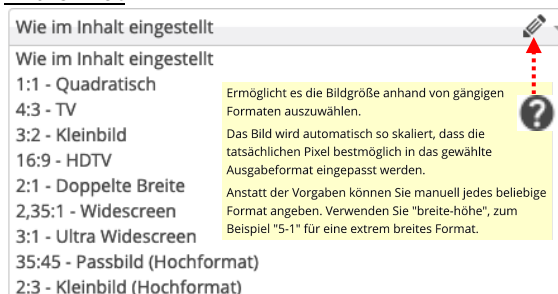 Wie im Inhalt eingestellt
Wie im Inhalt eingestellt
1:1 - Quadratisch
4:3 - TV
3:2 - Kleinbild
16:9 - HDTV
2:1 - Doppelte Breite
2,35:1 - Widescreen
3:1 - Ultra Widescreen
35:45 - Passbild (Hochformat)
2:3 - Kleinbild (Hochformat)
Ermöglicht es die Bildgröße anhand von gängigen
Formaten auszuwählen.
Das Bild wird automatisch so skaliert, dass die
tatsächlichen Pixel bestmöglich in das gewählte
Ausgabeformat eingepasst werden.
Anstatt der Vorgaben können Sie manuell jedes beliebige
Format angeben. Verwenden Sie "breite-höhe", zum
Beispiel "5-1" für eine extrem breites Format.
?